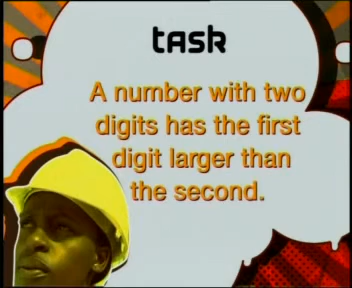 task
A number with two
digits has the first
digit larger than
the second.